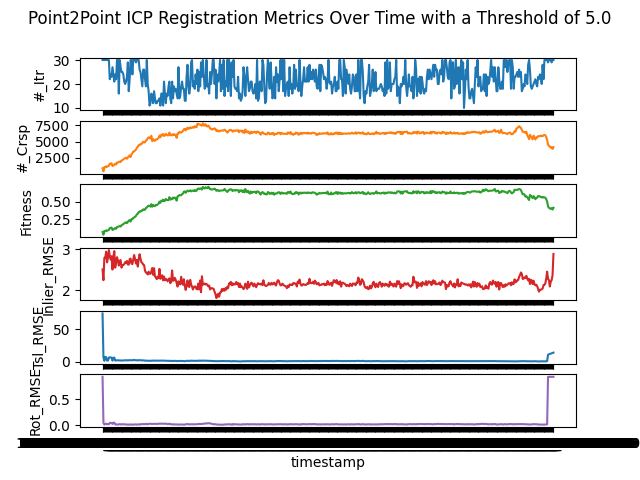 Point2Point ICP Registration Metrics Over Time with a Threshold of 5.0
30
20
10
#_Itr
7500
5000
2500
#_Crsp
0.50
0.25
Fitness
3
2
Inlier_RMSE
50
0
Tsl_RMSE
0.5
0.0
Rot_RMSE
timestamp